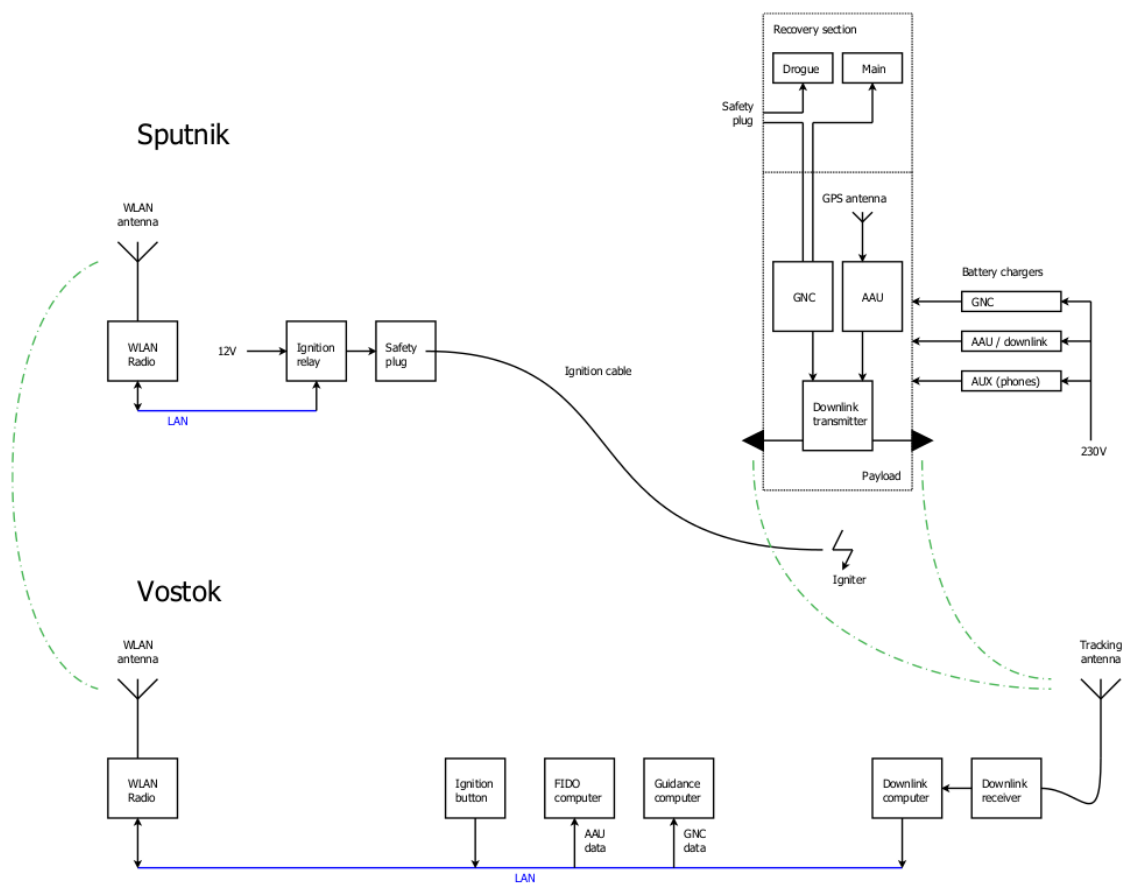 Recovery section
Drogue
Main
Safety
plug
Sputnik
WLAN
antenna
GPS antenna
GNC
AAU
Battery chargers
GNC
AAU / downlink
AUX (phones)
230V
WLAN
Radio
12V
Ignition
relay
Safety
plug
LAN
Ignition cable
Downlink
transmitter
Payload
Igniter
Vostok
WLAN
antenna
Tracking
antenna
WLAN
Radio
Ignition
button
FIDO
computer
Guidance
computer
Downlink
computer
Downlink
receiver
AAU
data
GNC
data
LAN